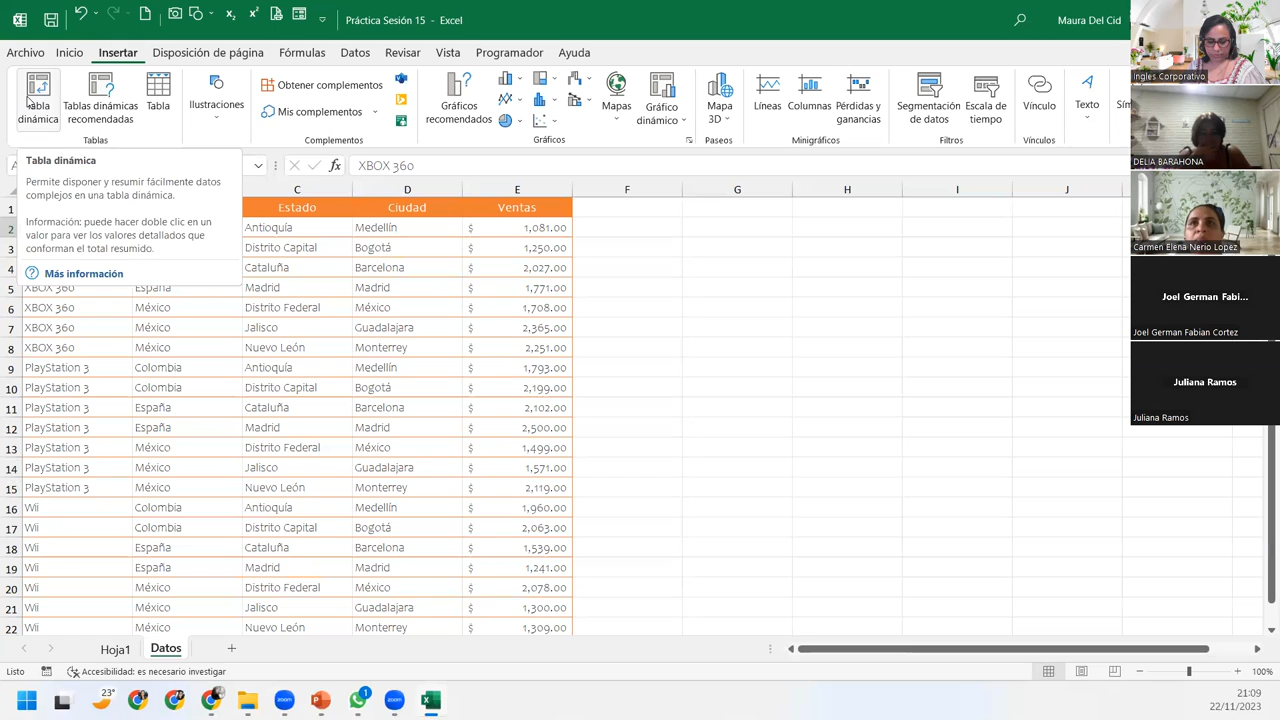 Práctica Sesión 15 - Excel
Maura Del Cid
Archivo Inicio Insertar Disposición de página Fórmulas Datos Revisar Vista Programador Ayuda
Tabla dinámica
Tablas dinámicas recomendadas
Tabla
Ilustraciones
Obtener complementos
Mis complementos
Gráficos recomendados
Mapas
Gráfico dinámico
Mapa 3D
Líneas
Columnas
Pérdidas y ganancias
Segmentación de datos
Escala de tiempo
Vínculo
Texto
Tablas Complementos Gráficos Paseos Minigráficos Filtros Vínculos
XBOX 360
Tabla dinámica
Permite disponer y resumir fácilmente datos
complejos en una tabla dinámica.
Información: puede hacer doble clic en un
valor para ver los valores detallados que
conforman el total resumido.
Más información
C D E F G H I J
1 Estado Ciudad Ventas
2 Antioquía Medellín $ 1,081.00
3 Distrito Capital Bogotá $ 1,250.00
4 Cataluña Barcelona $ 2,027.00
5 XBOX 360 España Madrid Madrid $ 1,771.00
6 XBOX 360 México Distrito Federal México $ 1,708.00
7 XBOX 360 México Jalisco Guadalajara $ 2,365.00
8 XBOX 360 México Nuevo León Monterrey $ 2,251.00
9 PlayStation 3 Colombia Antioquía Medellín $ 1,793.00
10 PlayStation 3 Colombia Distrito Capital Bogotá $ 2,199.00
11 PlayStation 3 España Cataluña Barcelona $ 2,102.00
12 PlayStation 3 España Madrid Madrid $ 2,500.00
13 PlayStation 3 México Distrito Federal México $ 1,499.00
14 PlayStation 3 México Jalisco Guadalajara $ 1,571.00
15 PlayStation 3 México Nuevo León Monterrey $ 2,119.00
16 Wii Colombia Antioquía Medellín $ 1,960.00
17 Wii Colombia Distrito Capital Bogotá $ 2,063.00
18 Wii España Cataluña Barcelona $ 1,539.00
19 Wii España Madrid Madrid $ 1,241.00
20 Wii México Distrito Federal México $ 2,078.00
21 Wii México Jalisco Guadalajara $ 1,300.00
22 Wii México Nuevo León Monterrey $ 1,309.00
Hoja1 Datos
Listo
Accesibilidad: es necesario investigar
100%
23°
1
21:09
22/11/2023
Ingles Corporativo
DELIA BARAHONA
Carmen Elena Nerio Lopez
Joel German Fabi...
Joel German Fabian Cortez
Juliana Ramos
Juliana Ramos